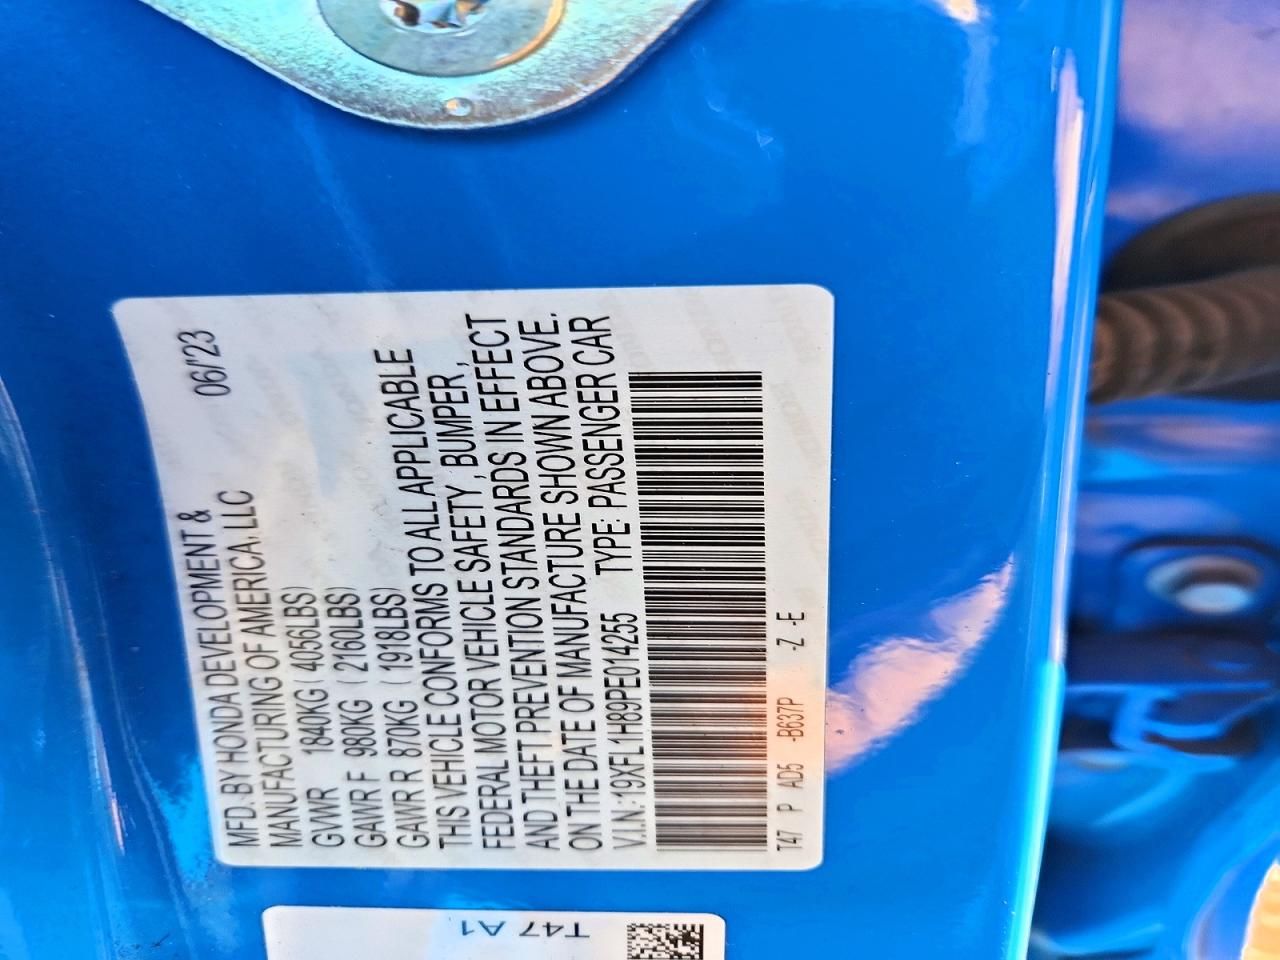 MFD. BY HONDA DEVELOPMENT & 06/'23
MANUFACTURING OF AMERICA, LLC
GVWR 1840KG ( 4056LBS)
GAWR F 980KG ( 2160LBS)
GAWR R 870KG ( 1918LBS)
THIS VEHICLE CONFORMS TO ALL APPLICABLE
FEDERAL MOTOR VEHICLE SAFETY , BUMPER ,
AND THEFT PREVENTION STANDARDS IN EFFECT
ON THE DATE OF MANUFACTURE SHOWN ABOVE.
V.I.N.: 19XFL1H89PE014255 TYPE: PASSENGER CAR
T47 P AD5 -B637P -Z -E
T47 A1